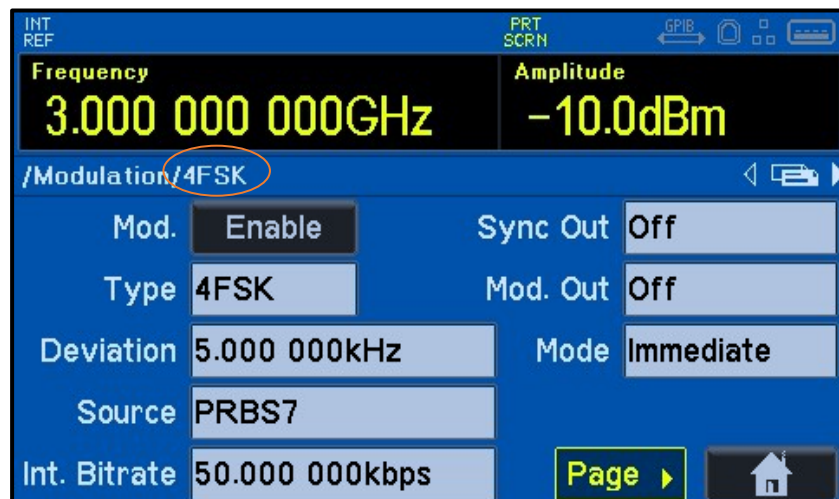 INT
REF
PRT
SCRN
GPIB
Frequency
3.000 000 000GHz
Amplitude
-10.0dBm
/Modulation/4FSK
Mod. Enable
Sync Out Off
Type 4FSK
Mod. Out Off
Deviation 5.000 000kHz
Mode Immediate
Source PRBS7
Int. Bitrate 50.000 000kbps
Page